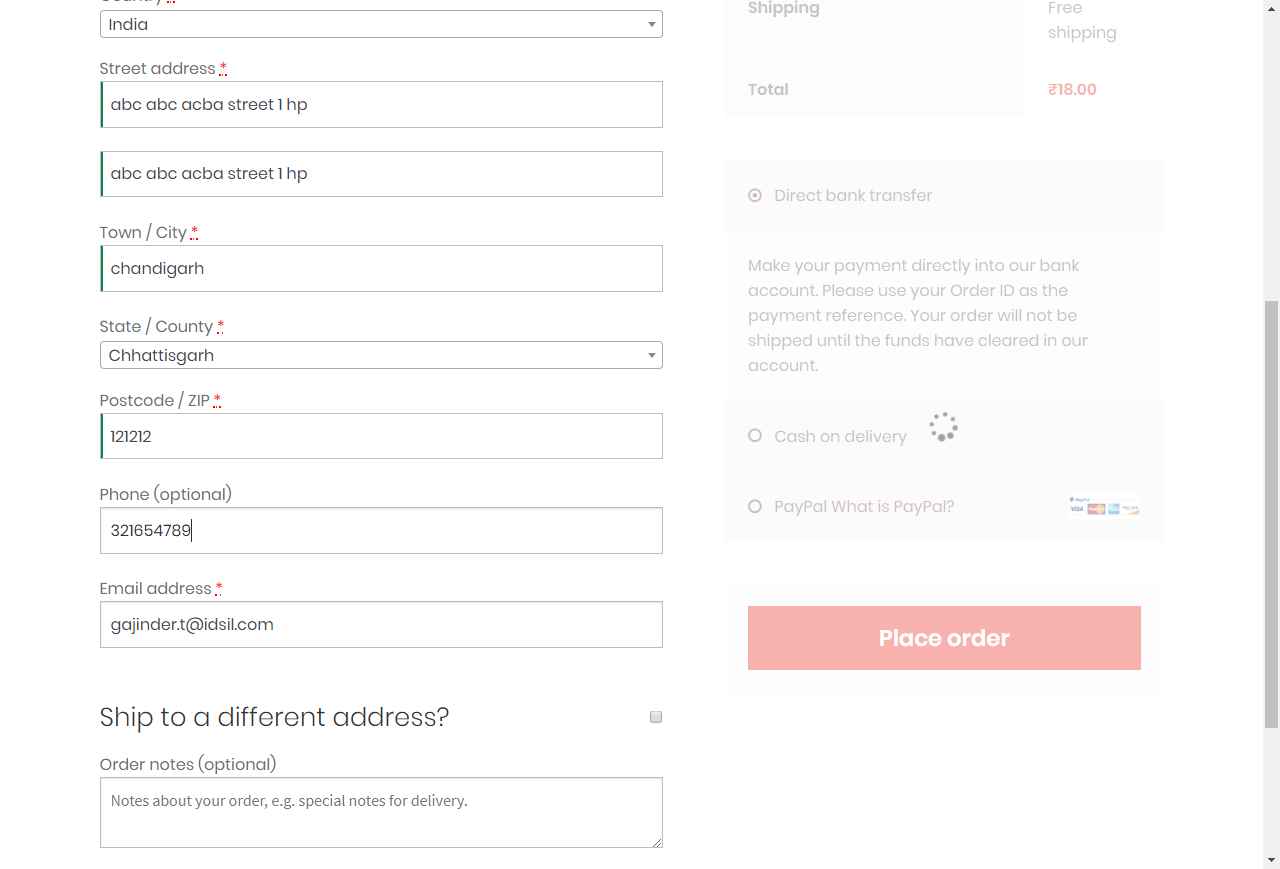 Country *
India
Street address *
abc abc acba street 1 hp
abc abc acba street 1 hp
Town / City *
chandigarh
State / County *
Chhattisgarh
Postcode / ZIP *
121212
Phone (optional)
321654789
Email address *
gajinder.t@idsil.com
Ship to a different address?
Order notes (optional)
Notes about your order, e.g. special notes for delivery.
Shipping
Free
shipping
Total
₹18.00
Direct bank transfer
Make your payment directly into our bank
account. Please use your Order ID as the
payment reference. Your order will not be
shipped until the funds have cleared in our
account.
Cash on delivery
PayPal What is PayPal?
PayPal
VISA
Place order